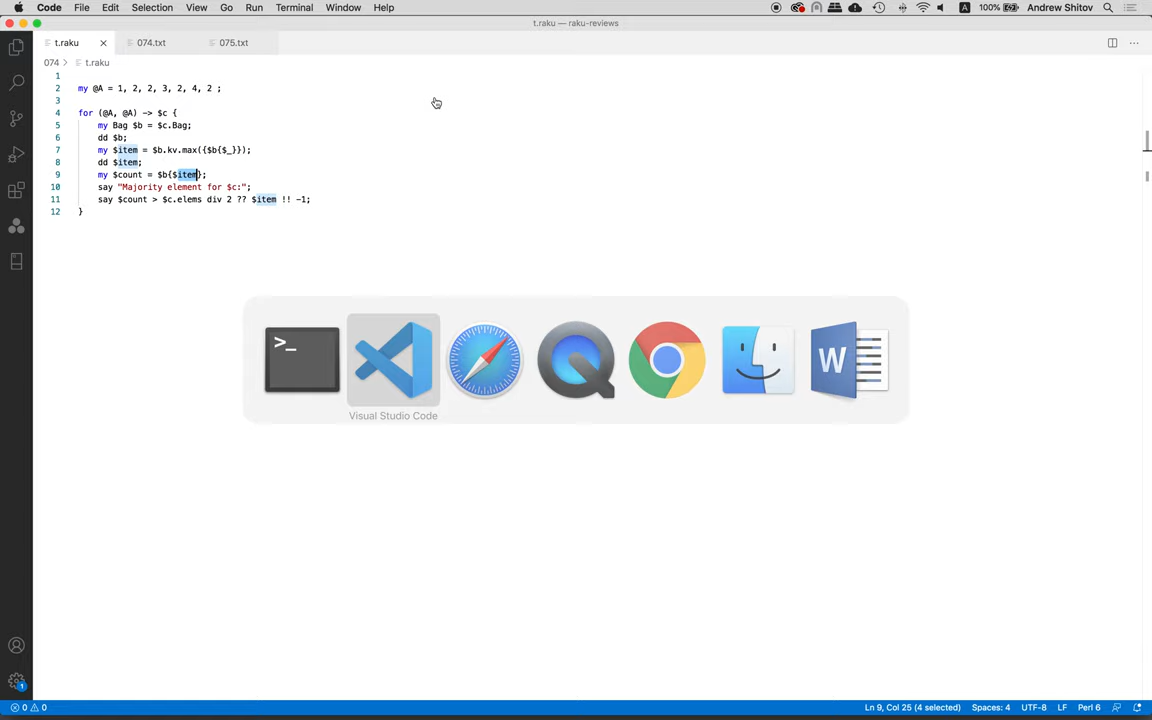 Code File Edit Selection View Go Run Terminal Window Help A 100% Andrew Shitov
t.raku — raku-reviews
t.raku 074.txt 075.txt
074 > t.raku
1
2 my @A = 1, 2, 2, 3, 2, 4, 2 ;
3
4 for (@A, @A) -> $c {
5 my Bag $b = $c.Bag;
6 dd $b;
7 my $item = $b.kv.max({$b{$_}});
8 dd $item;
9 my $count = $b{$item};
10 say "Majority element for $c:";
11 say $count > $c.elems div 2 ?? $item !! -1;
12 }
>_
W
Visual Studio Code
1
0 0 Ln 9, Col 25 (4 selected) Spaces: 4 UTF-8 LF Perl 6